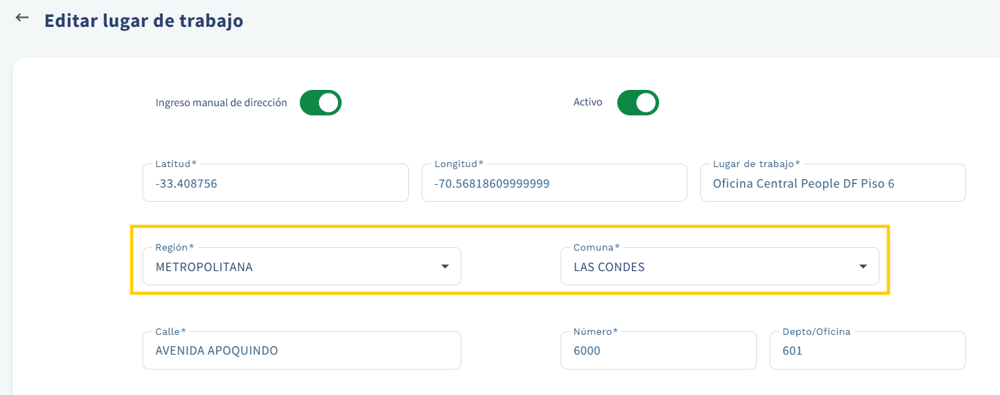 Editar lugar de trabajo
Ingreso manual de dirección
Activo
Latitud*
-33.408756
Longitud*
-70.56818609999999
Lugar de trabajo*
Oficina Central People DF Piso 6
Región*
METROPOLITANA
Comuna*
LAS CONDES
Calle*
AVENIDA APOQUINDO
Número*
6000
Depto/Oficina
601